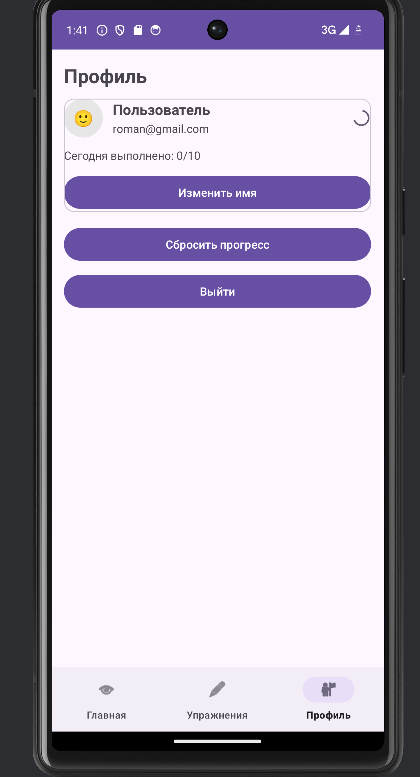 1:41
3G
Профиль
Пользователь
roman@gmail.com
Сегодня выполнено: 0/10
Изменить имя
Сбросить прогресс
Выйти
Главная
Упражнения
Профиль